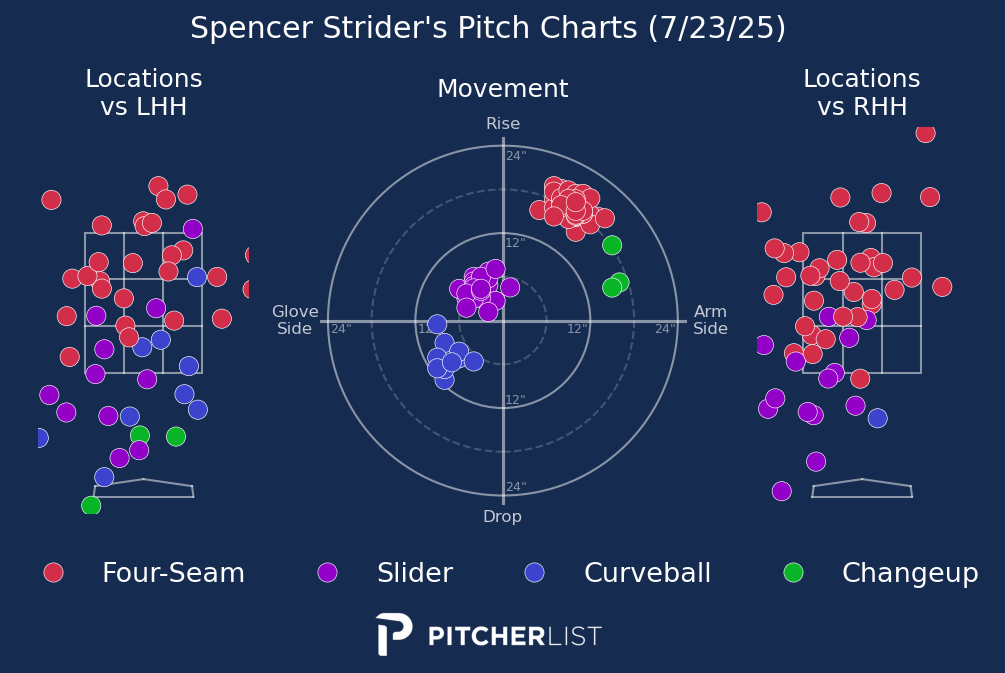 Spencer Strider's Pitch Charts (7/23/25)
Locations
vs LHH
Movement
Locations
vs RHH
Rise
24"
12"
Glove
Side
24"
12"
24"
Arm
Side
12"
24"
Drop
Four-Seam
Slider
Curveball
Changeup
PITCHERLIST